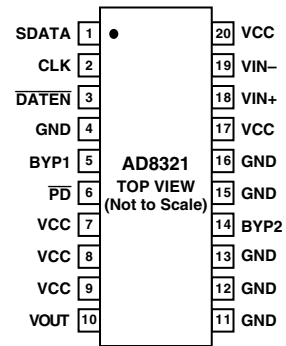 SDATA 1 20 VCC
CLK 2 19 VIN–
DATEN 3 18 VIN+
GND 4 17 VCC
BYP1 5 16 GND
AD8321
PD 6 15 GND
TOP VIEW
(Not to Scale)
VCC 7 14 BYP2
VCC 8 13 GND
VCC 9 12 GND
VOUT 10 11 GND